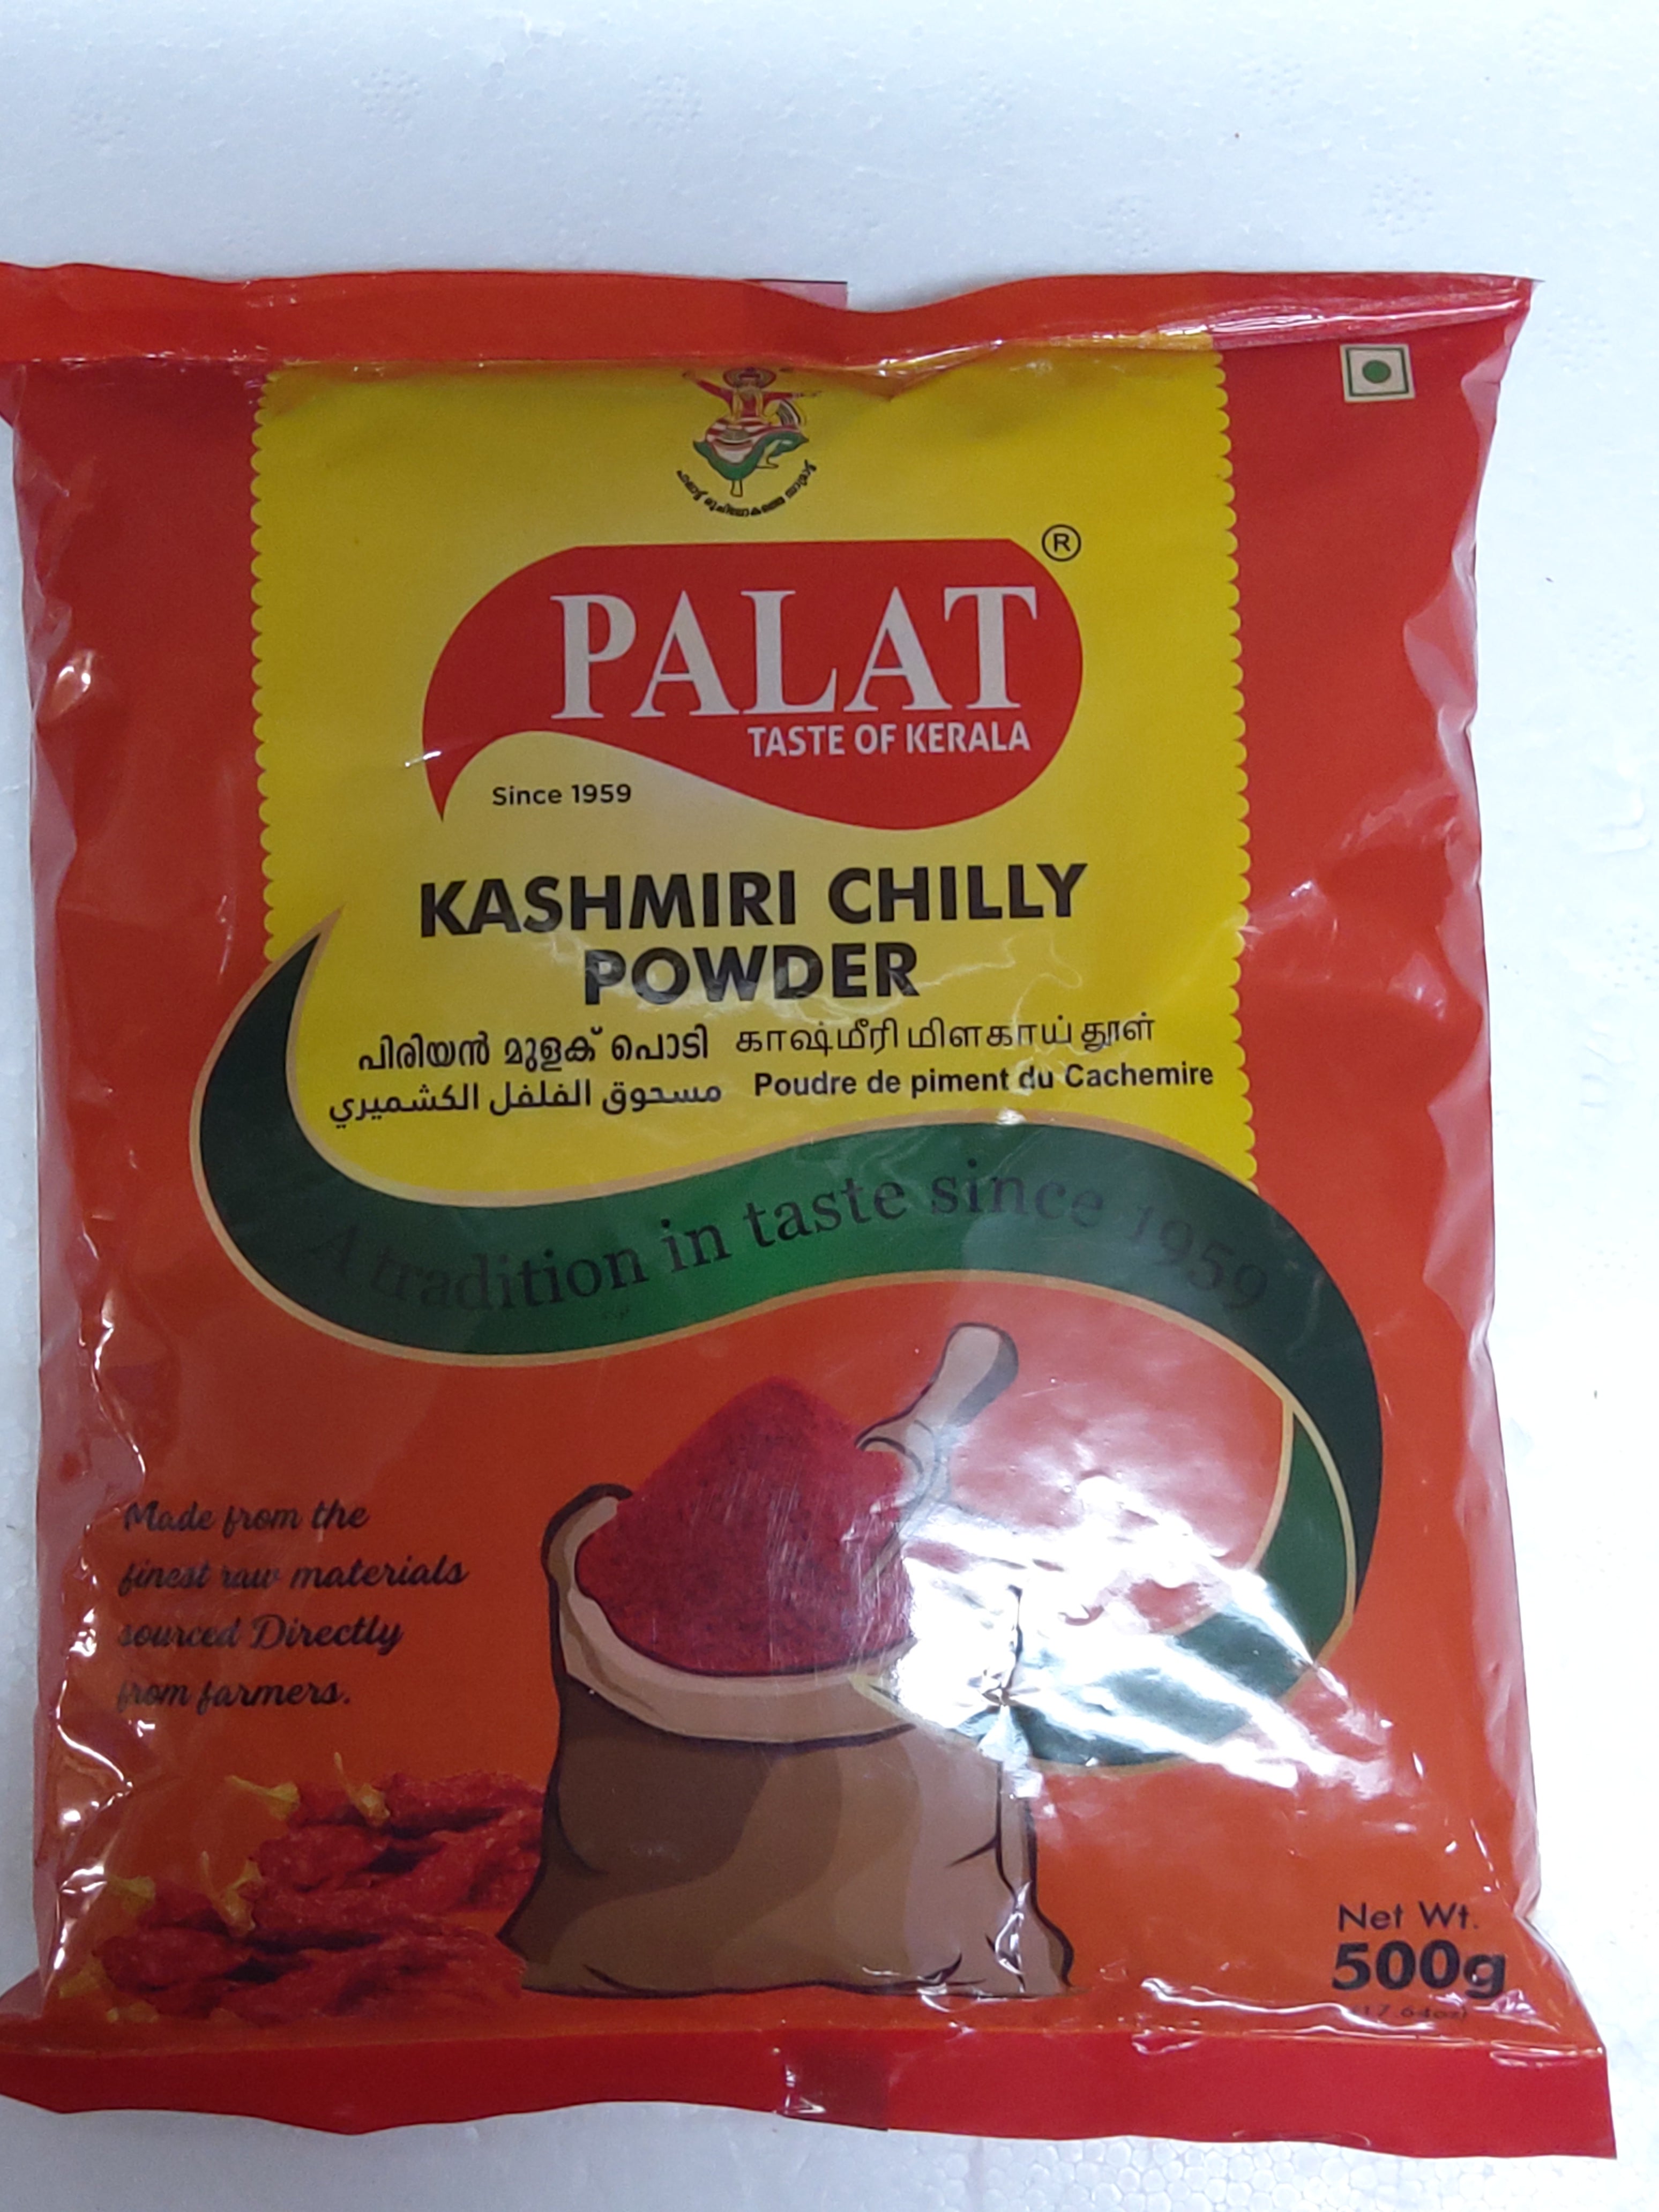 ®
PALAT
TASTE OF KERALA
Since 1959
KASHMIRI CHILLY
POWDER
പിരിയൻ മുളക് പൊടി காஷ்மீரி மிளகாய் தூள்
مسحوق الفلفل الكشميري Poudre de piment du Cachemire
A tradition in taste since 1959
Made from the
finest raw materials
sourced Directly
from farmers.
Net Wt.
500g
(17.64oz)